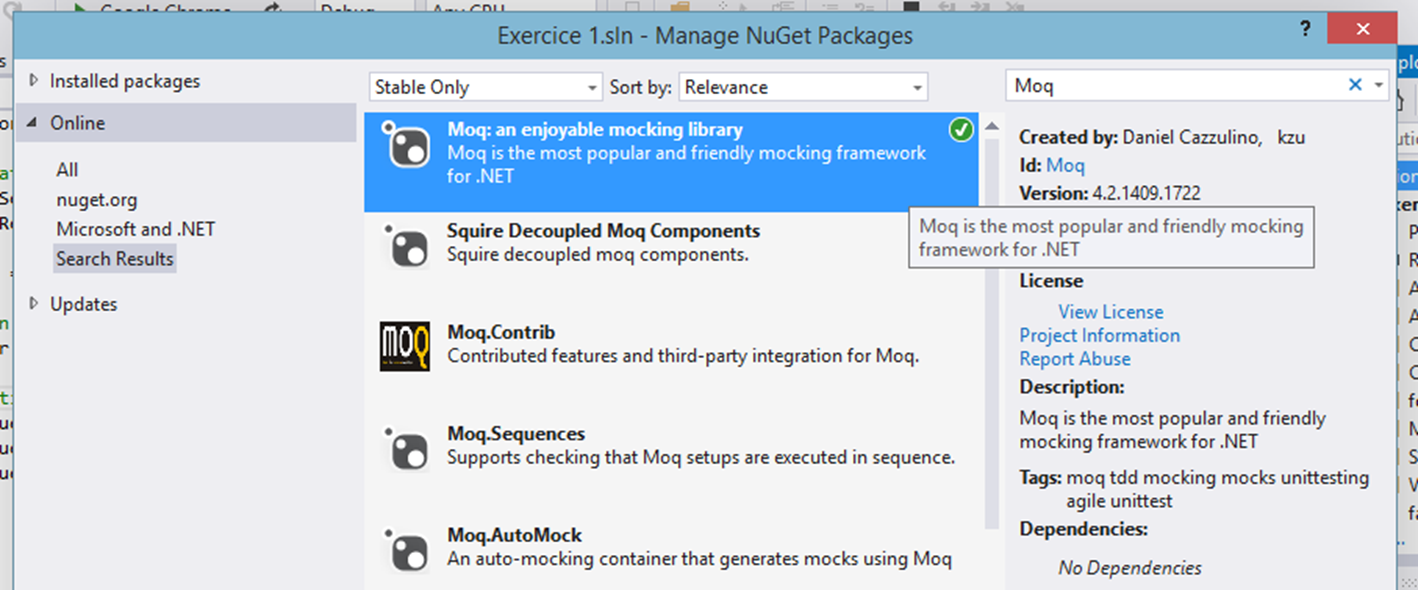 Exercice 1.sln - Manage NuGet Packages
?
Installed packages
Online
All
nuget.org
Microsoft and .NET
Search Results
Updates
Stable Only
Sort by: Relevance
Moq: an enjoyable mocking library
Moq is the most popular and friendly mocking framework
for .NET
Squire Decoupled Moq Components
Squire decoupled moq components.
moq
Moq.Contrib
Contributed features and third-party integration for Moq.
Moq.Sequences
Supports checking that Moq setups are executed in sequence.
Moq.AutoMock
An auto-mocking container that generates mocks using Moq
Moq
Created by: Daniel Cazzulino, kzu
Id: Moq
Version: 4.2.1409.1722
Moq is the most popular and friendly mocking
framework for .NET
License
View License
Project Information
Report Abuse
Description:
Moq is the most popular and friendly
mocking framework for .NET
Tags: moq tdd mocking mocks unittesting
agile unittest
Dependencies:
No Dependencies